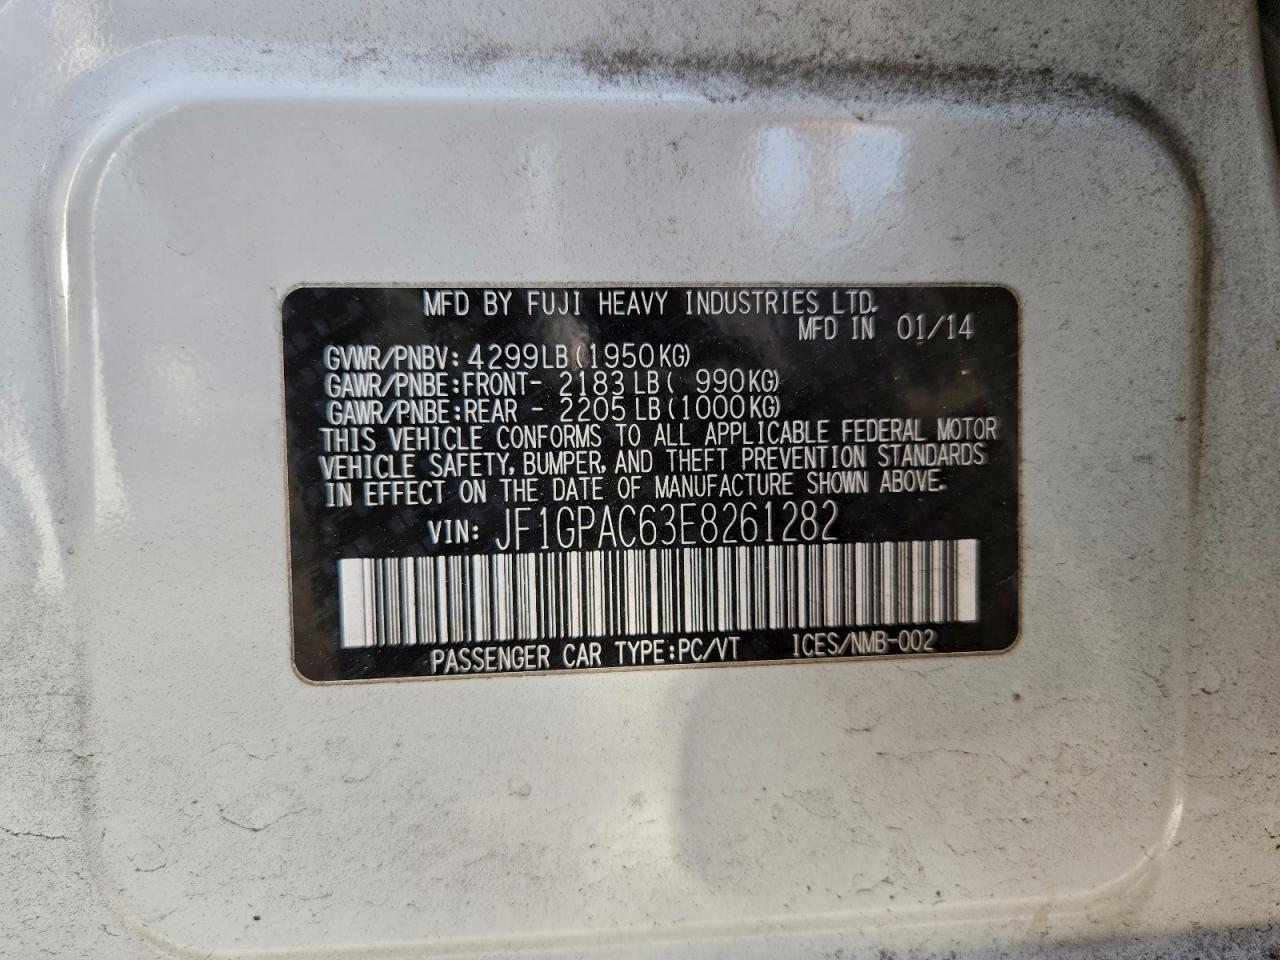 MFD BY FUJI HEAVY INDUSTRIES LTD.
MFD IN 01/14
GVWR/PNBV: 4299LB(1950KG)
GAWR/PNBE:FRONT- 2183LB( 990KG)
GAWR/PNBE:REAR - 2205LB(1000KG)
THIS VEHICLE CONFORMS TO ALL APPLICABLE FEDERAL MOTOR
VEHICLE SAFETY, BUMPER, AND THEFT PREVENTION STANDARDS
IN EFFECT ON THE DATE OF MANUFACTURE SHOWN ABOVE.
VIN: JF1GPAC63E8261282
PASSENGER CAR TYPE:PC/VT ICES/NMB-002